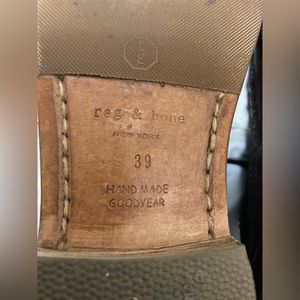 rag & bone
NEW YORK
39
HAND MADE
GOODYEAR